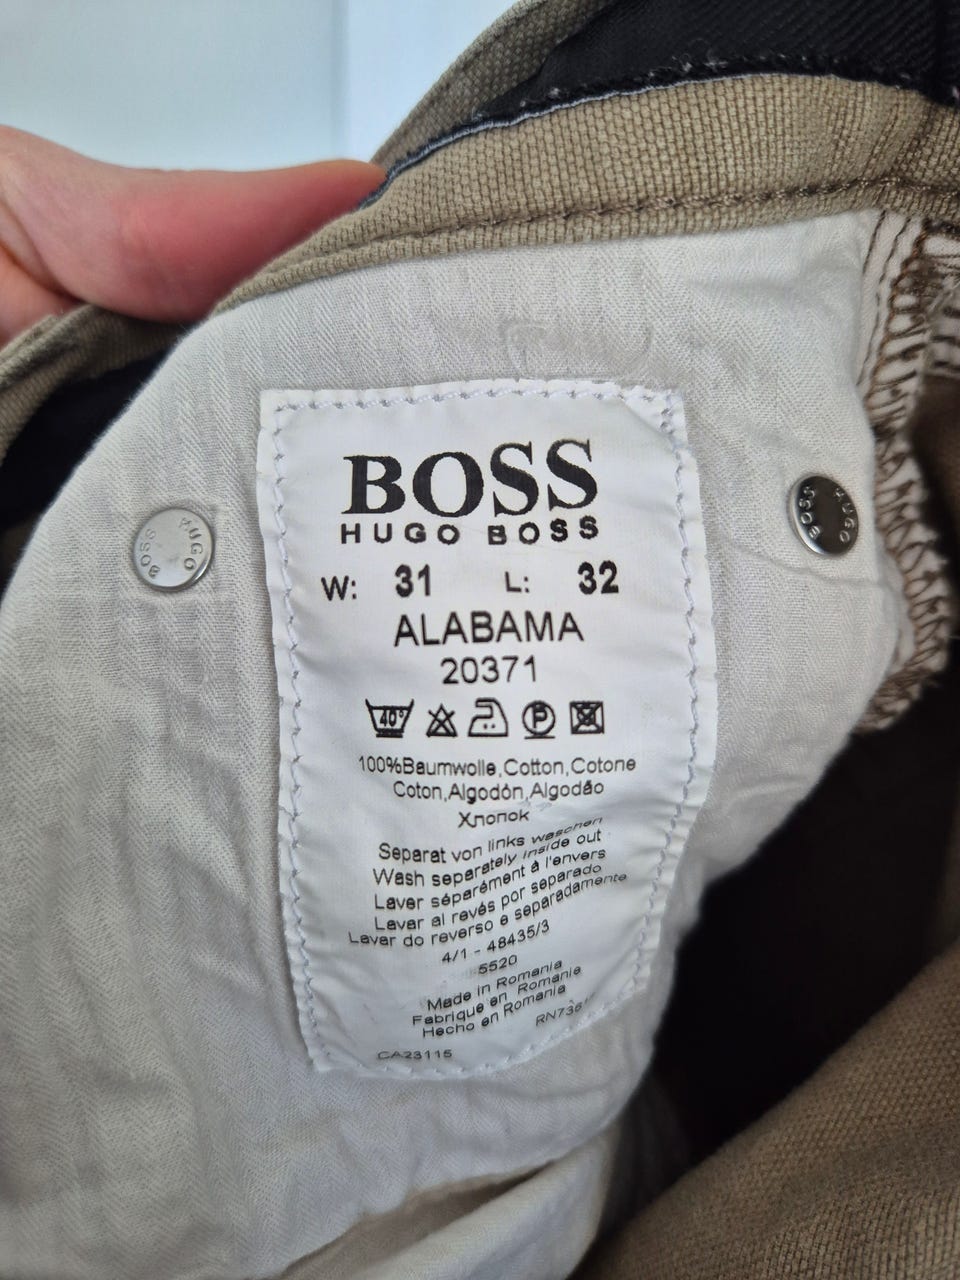 BOSS
HUGO BOSS
W: 31 L: 32
ALABAMA
20371
40°
P
100%Baumwolle,Cotton,Cotone
Coton,Algodón,Algodão
Хлопок
Separat von links waschen
Wash separately inside out
Laver séparément à l'envers
Lavar al revés por separado
Lavar do reverso e separadamente
4/1 - 48435/3
5520
Made in Romania
Fabriqué en Romanie
Hecho en Romania
CA23115
HUGO
BOSS
HUGO
BOSS